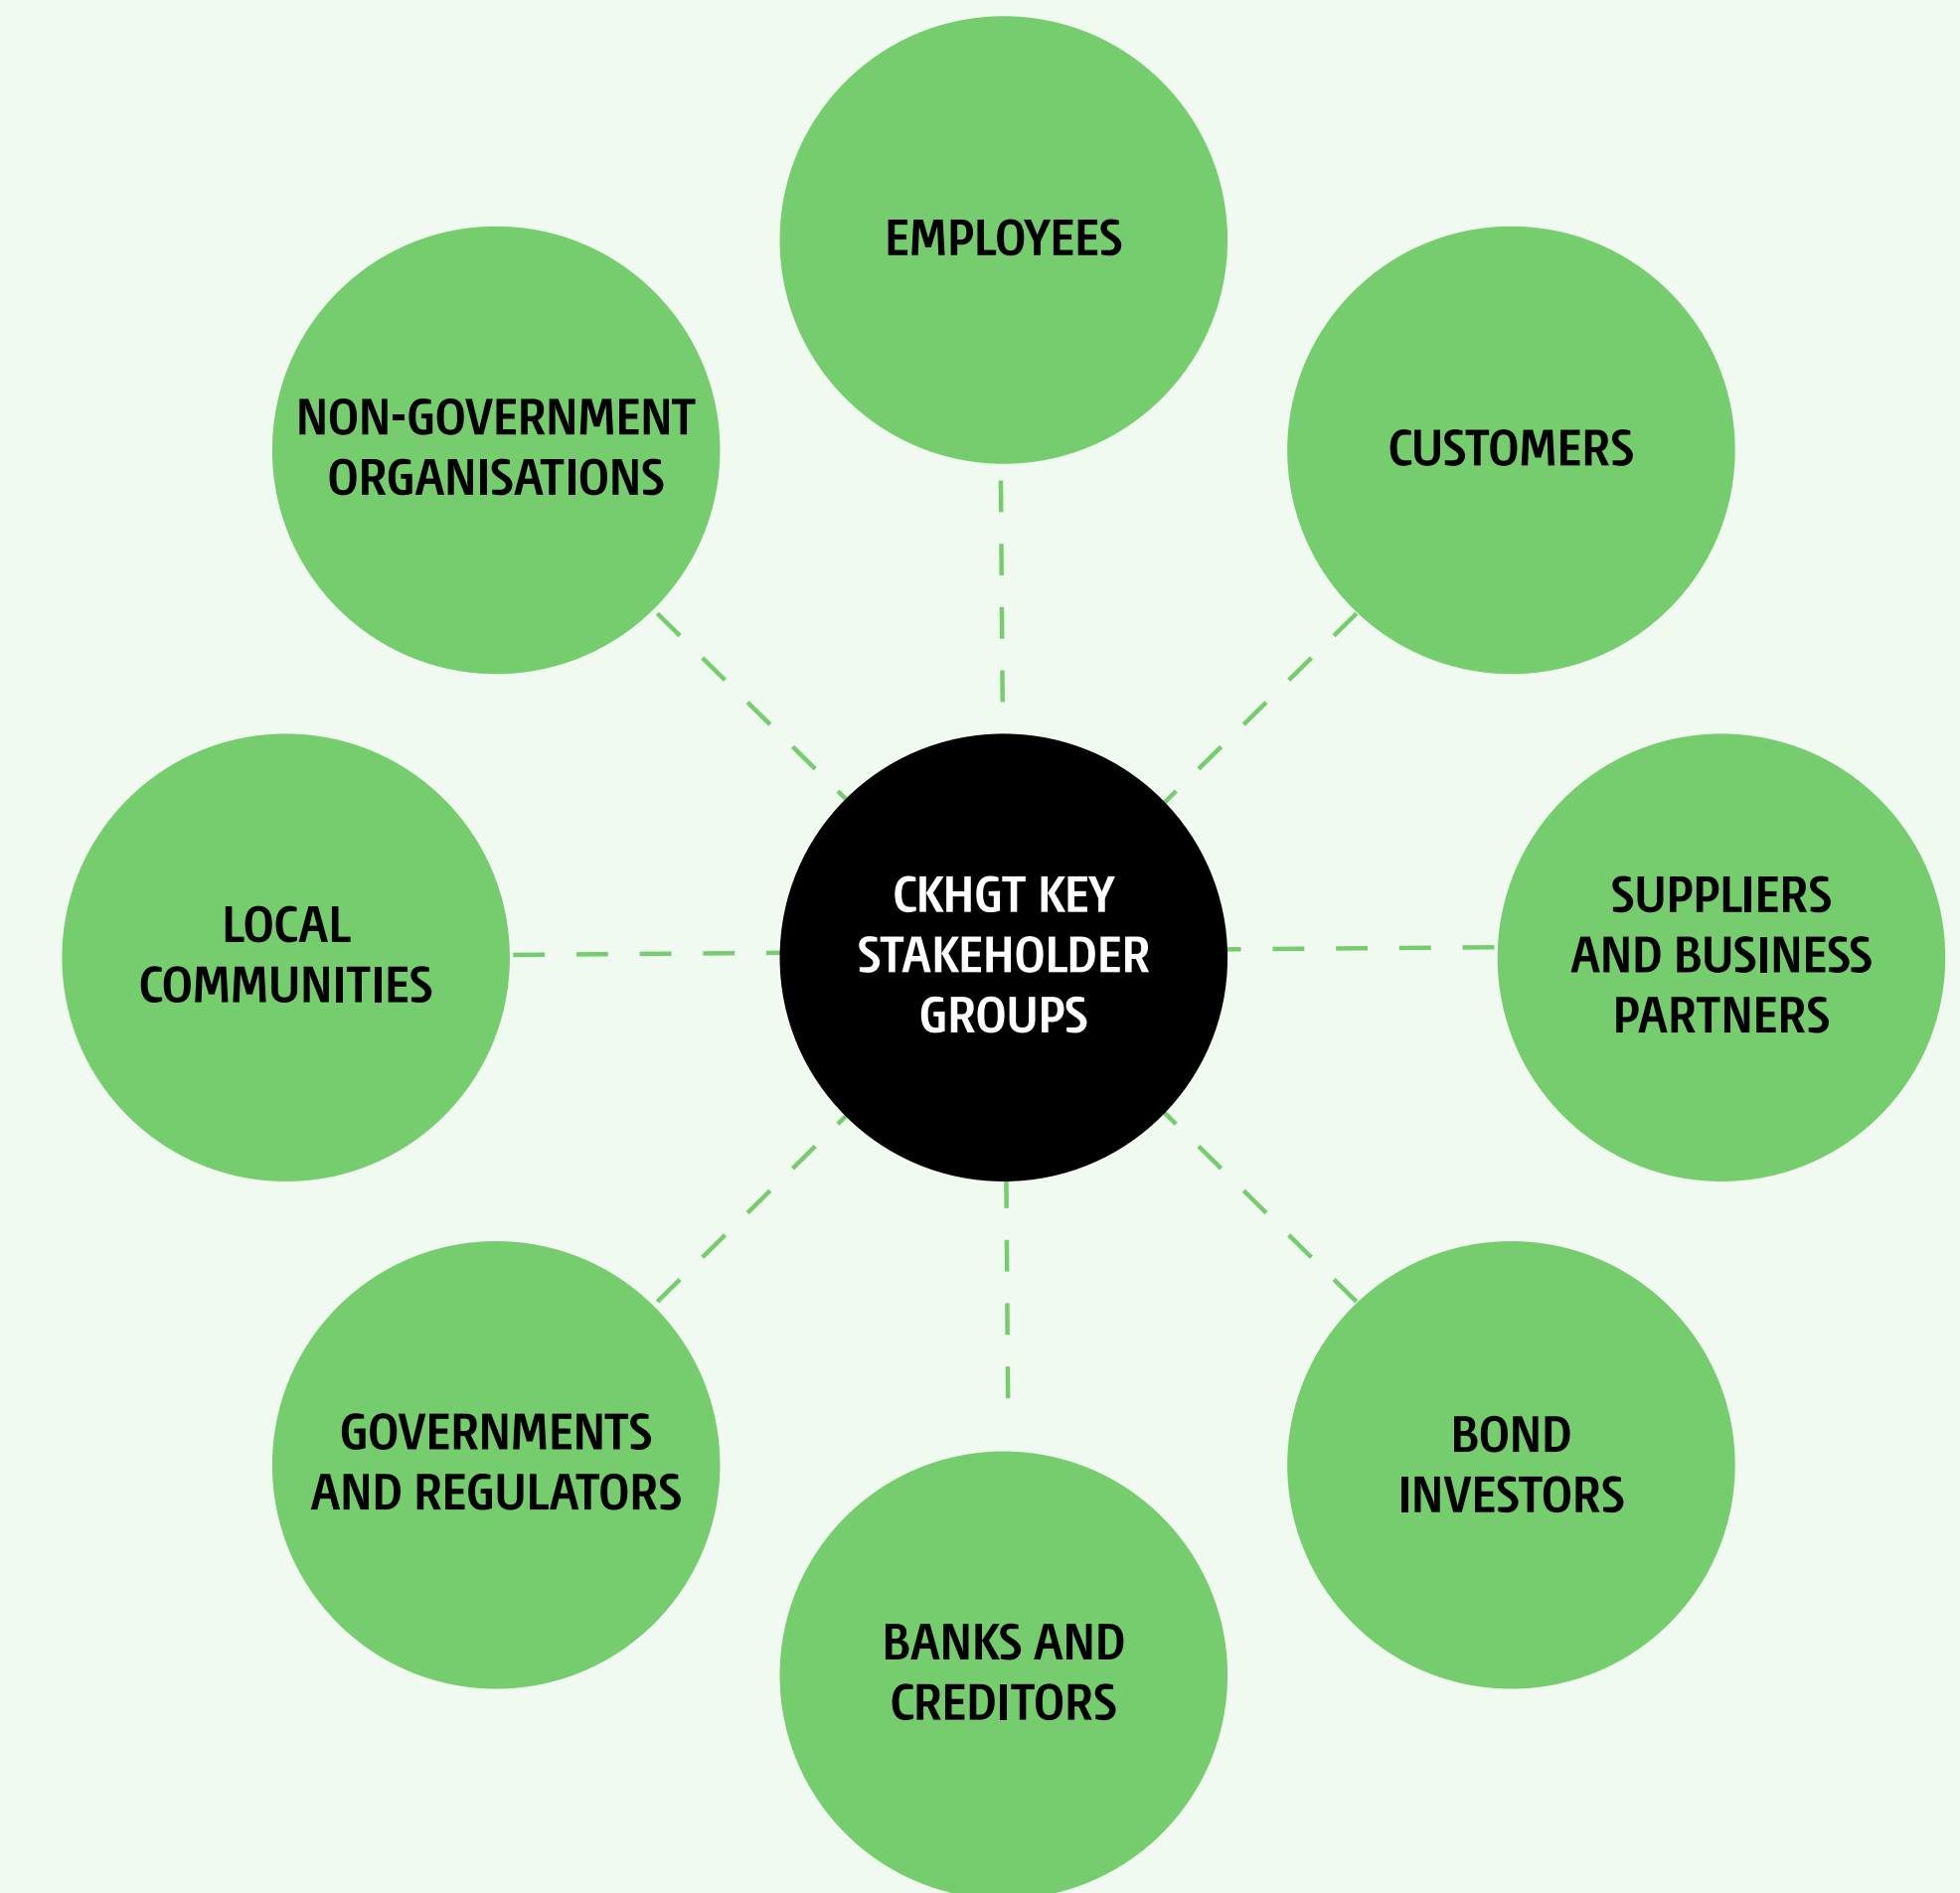 EMPLOYEES
NON-GOVERNMENT
ORGANISATIONS
CUSTOMERS
CKHGT KEY
STAKEHOLDER
GROUPS
LOCAL
COMMUNITIES
SUPPLIERS
AND BUSINESS
PARTNERS
GOVERNMENTS
AND REGULATORS
BOND
INVESTORS
BANKS AND
CREDITORS